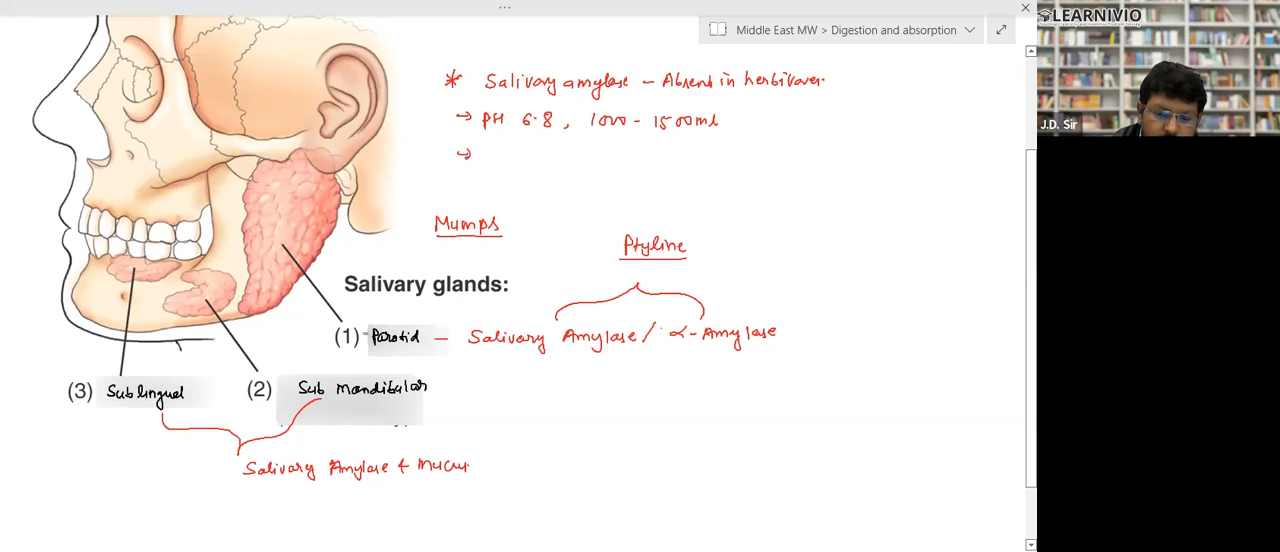 LEARNIVIO
Middle East MW > Digestion and absorption
J.D. Sir
* Salivary amylase - Absent in herbivores.
→ PH 6.8, 1000 - 1500ml
→
Mumps
Ptyline
Salivary glands:
(1) Parotid - Salivary Amylase / α-Amylase
(3) Sublingual (2) Sub mandibular
Salivary Amylase & Mucus